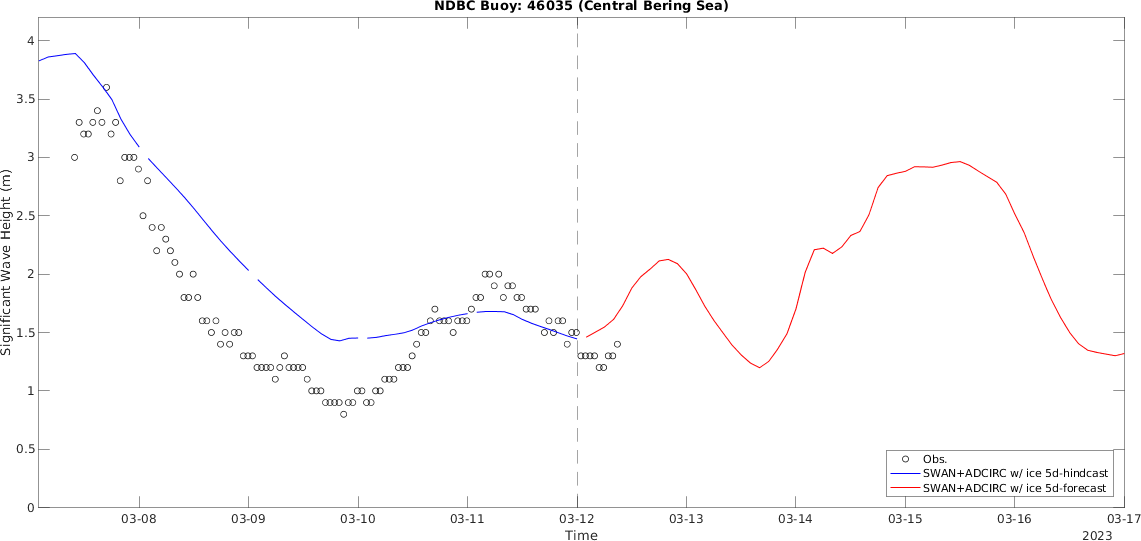 NDBC Buoy: 46035 (Central Bering Sea)
4
3.5
3
2.5
2
1.5
1
0.5
0
Significant Wave Height (m)
03-08 03-09 03-10 03-11 03-12 03-13 03-14 03-15 03-16 03-17
Time
2023
Obs.
SWAN+ADCIRC w/ ice 5d-hindcast
SWAN+ADCIRC w/ ice 5d-forecast